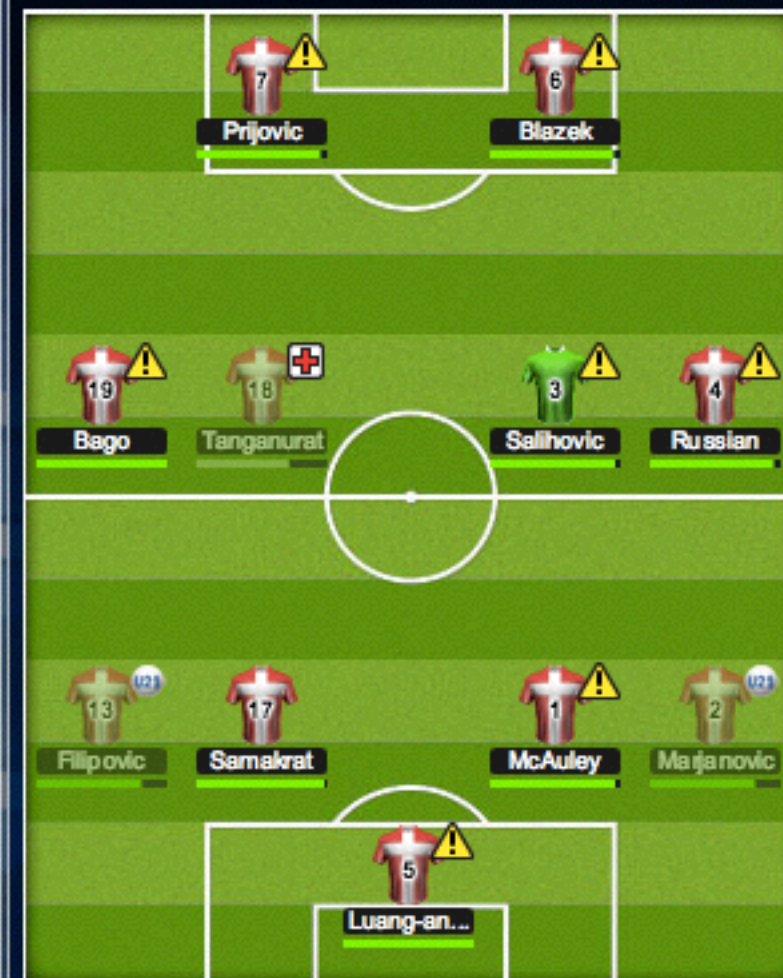 7
6
Prijovic
Blazek
19
18
3
4
Bago
Tanganurat
Salihovic
Russian
U21
U21
13
17
1
2
Filipovic
Samakrat
McAuley
Marjanovic
5
Luang-an...